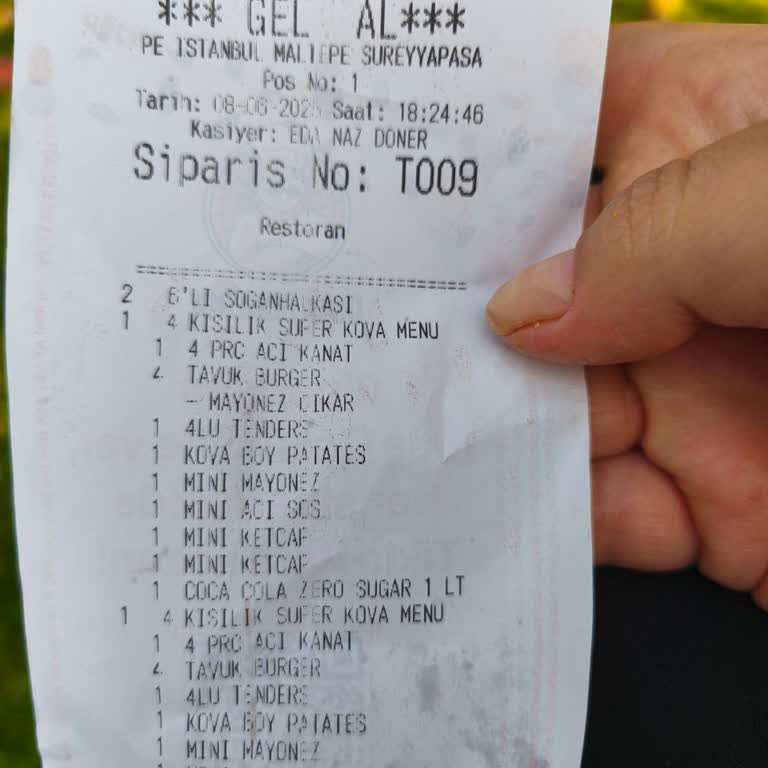 *** GEL AL***
PE ISTANBUL MALTEPE SUREYYAPASA
Pos No: 1
Tarih: 08-06-202 Saat: 18:24:46
Kasiyer: EDA NAZ DONER
Siparis No: T009
Restoran
================================
2 6'LI SOGANHALKASI
1 4 KISILIK SUPER KOVA MENU
1 4 PRC ACI KANAT
4 TAVUK BURGER
- MAYONEZ CIKAR
1 4LU TENDERS
1 KOVA BOY PATATES
1 MINI MAYONEZ
1 MINI ACI SOS
1 MINI KETCAP
1 MINI KETCAP
1 COCA COLA ZERO SUGAR 1 LT
1 4 KISILIK SUPER KOVA MENU
1 4 PRC ACI KANAT
4 TAVUK BURGER
1 4LU TENDERS
1 KOVA BOY PATATES
1 MINI MAYONEZ